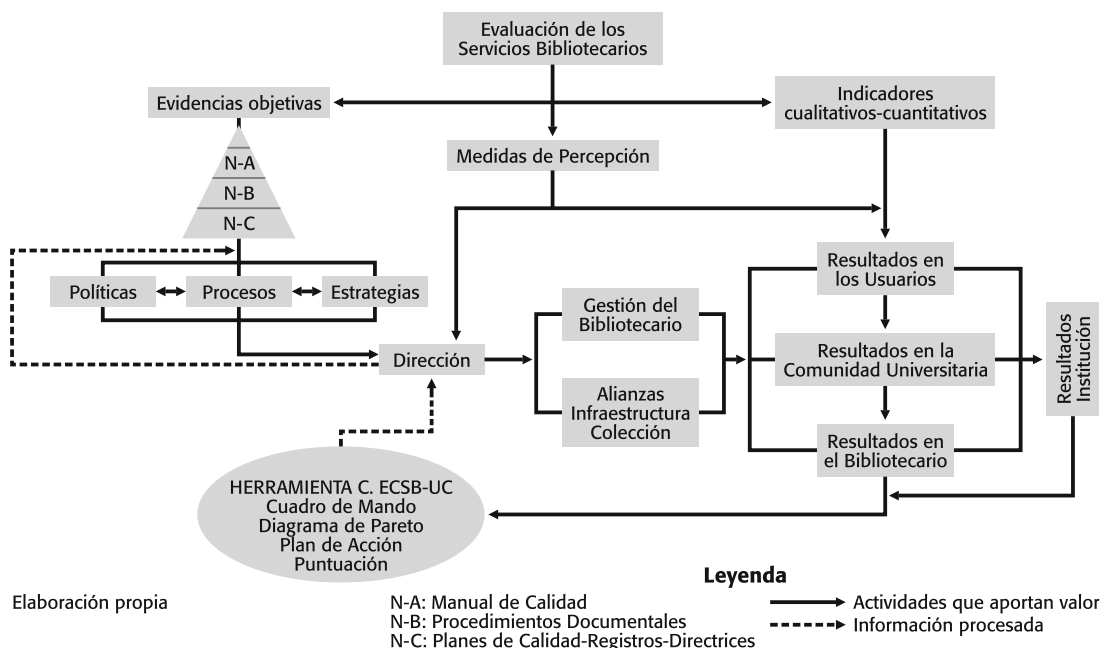 Evaluación de los
Servicios Bibliotecarios
Evidencias objetivas
Indicadores
cualitativos-cuantitativos
Medidas de Percepción
N-A
N-B
N-C
Políticas
Procesos
Estrategias
Dirección
Gestión del
Bibliotecario
Alianzas
Infraestructura
Colección
Resultados en
los Usuarios
Resultados en la
Comunidad Universitaria
Resultados en
el Bibliotecario
Resultados
Institución
HERRAMIENTA C. ECSB-UC
Cuadro de Mando
Diagrama de Pareto
Plan de Acción
Puntuación
Leyenda
Elaboración propia
N-A: Manual de Calidad
N-B: Procedimientos Documentales
N-C: Planes de Calidad-Registros-Directrices
Actividades que aportan valor
Información procesada